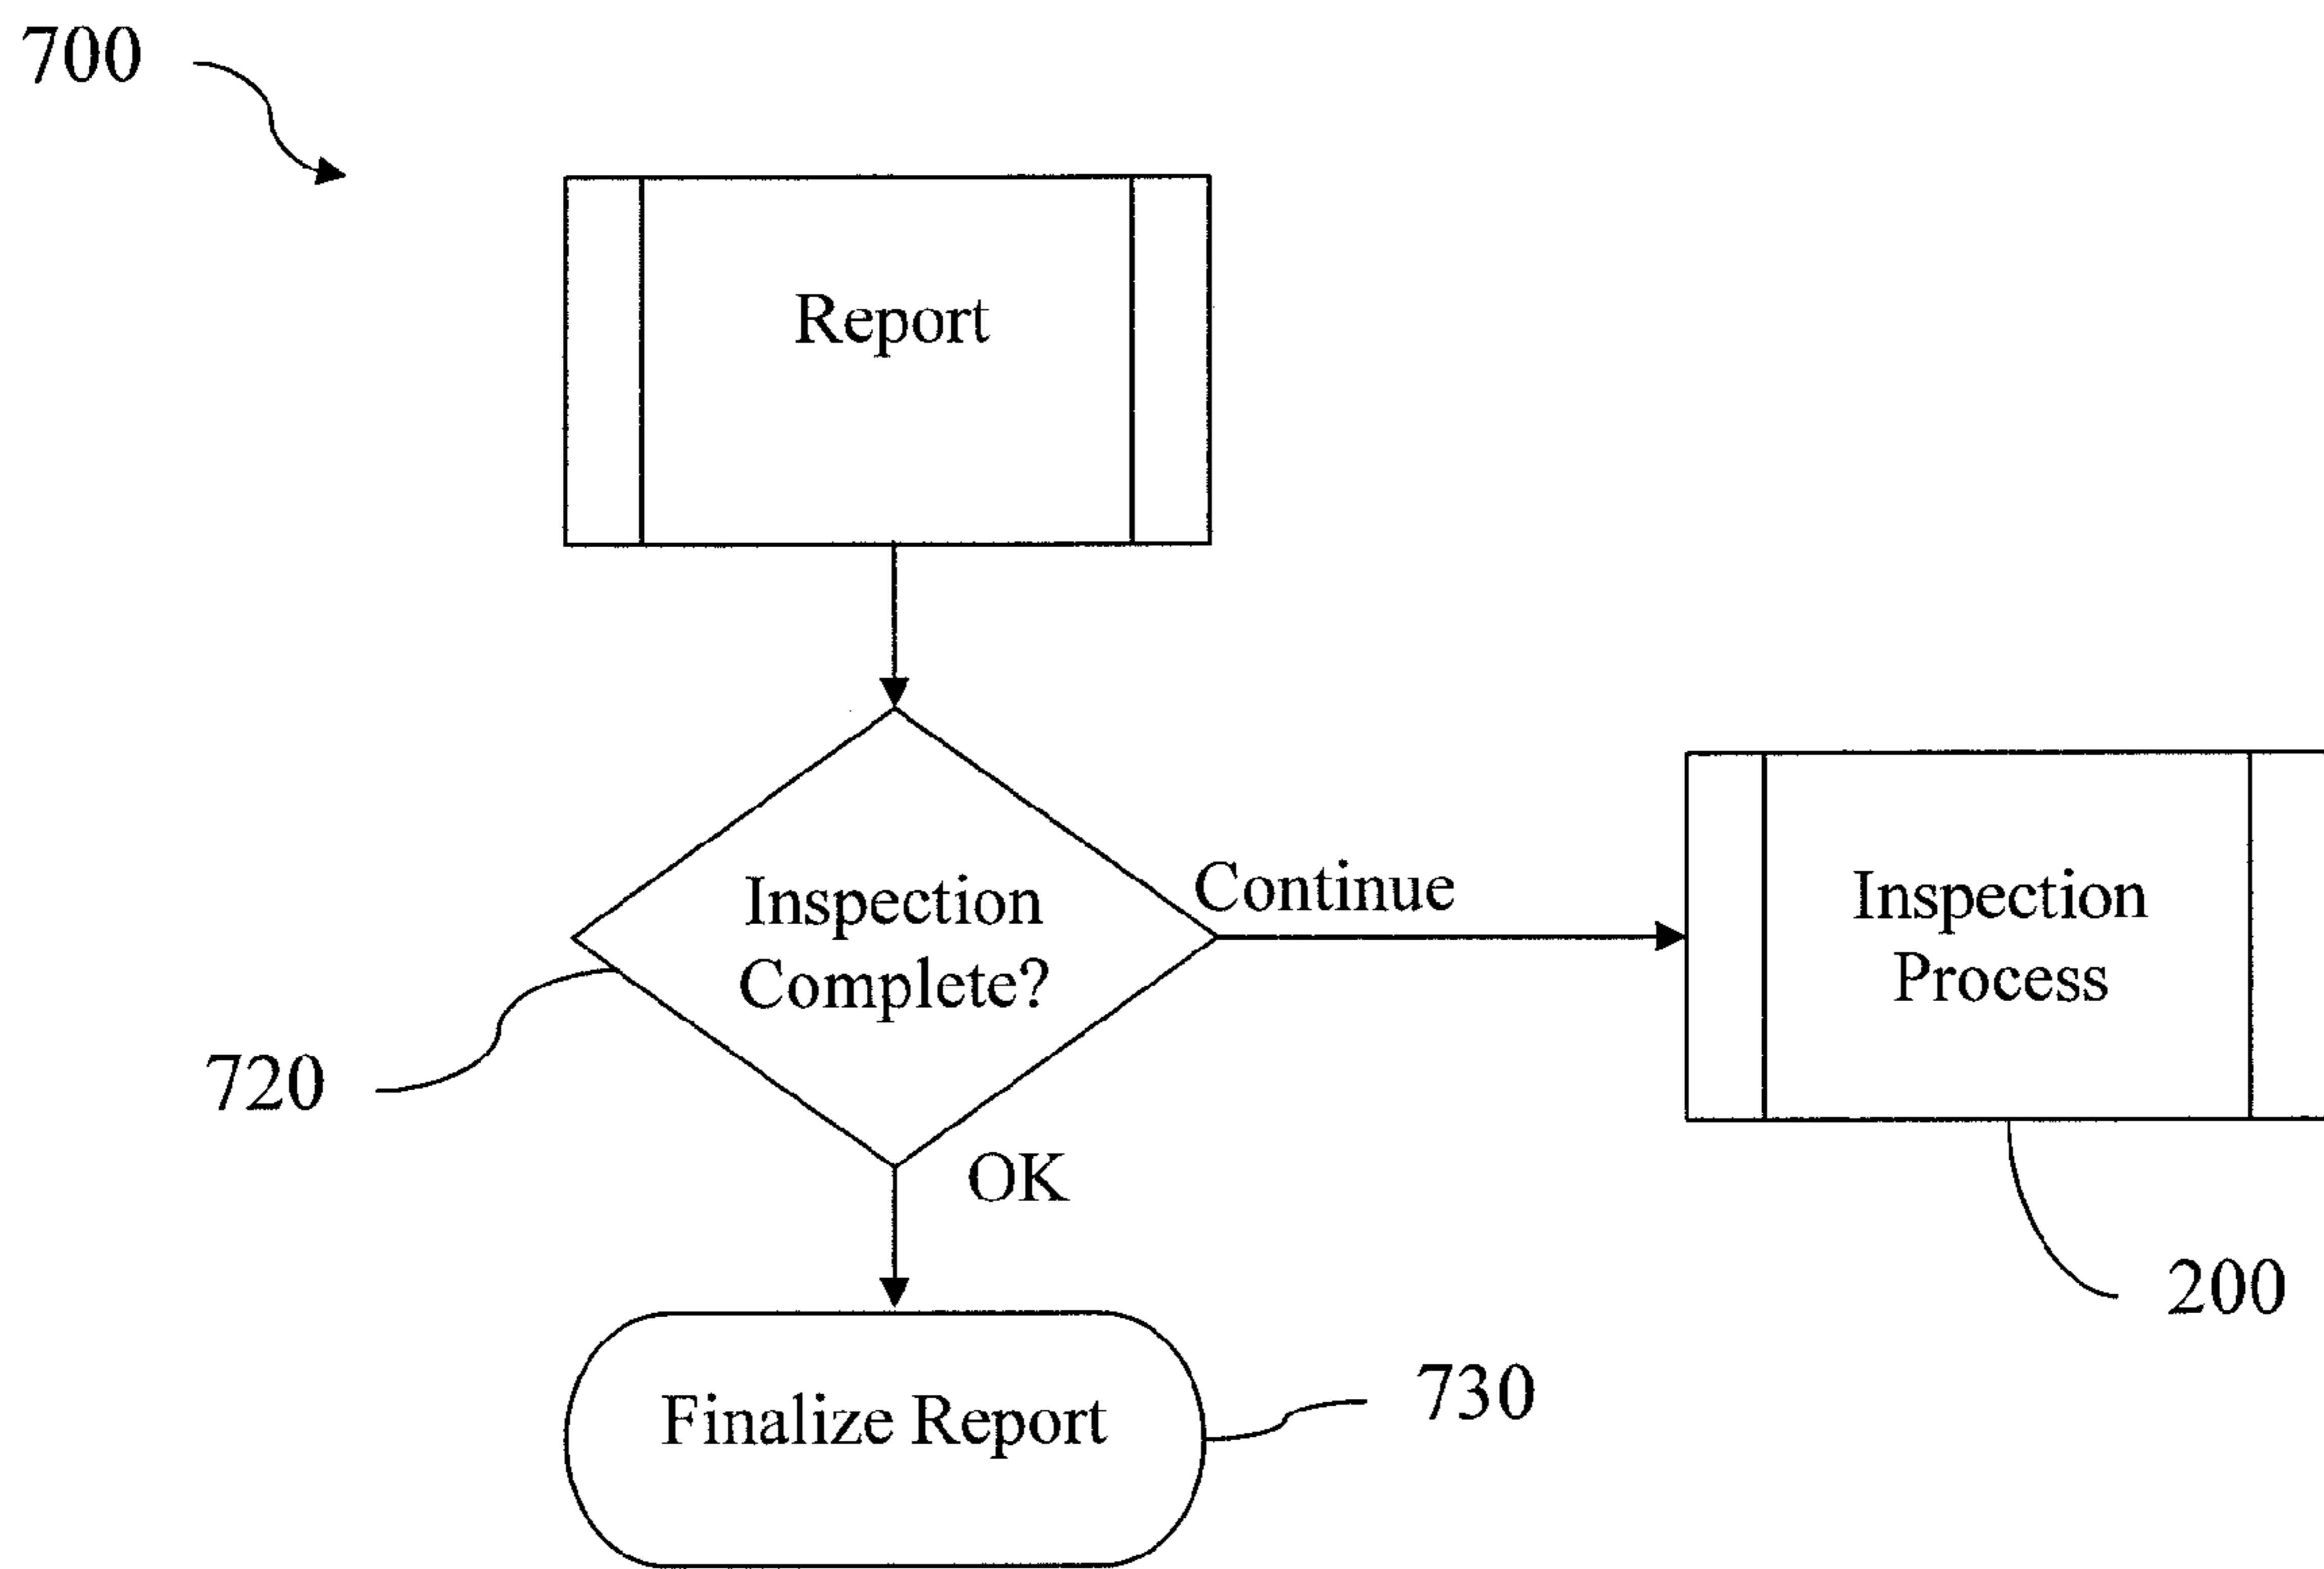 700
Report
Inspection
Complete?
Continue
Inspection
Process
720
OK
200
Finalize Report
730